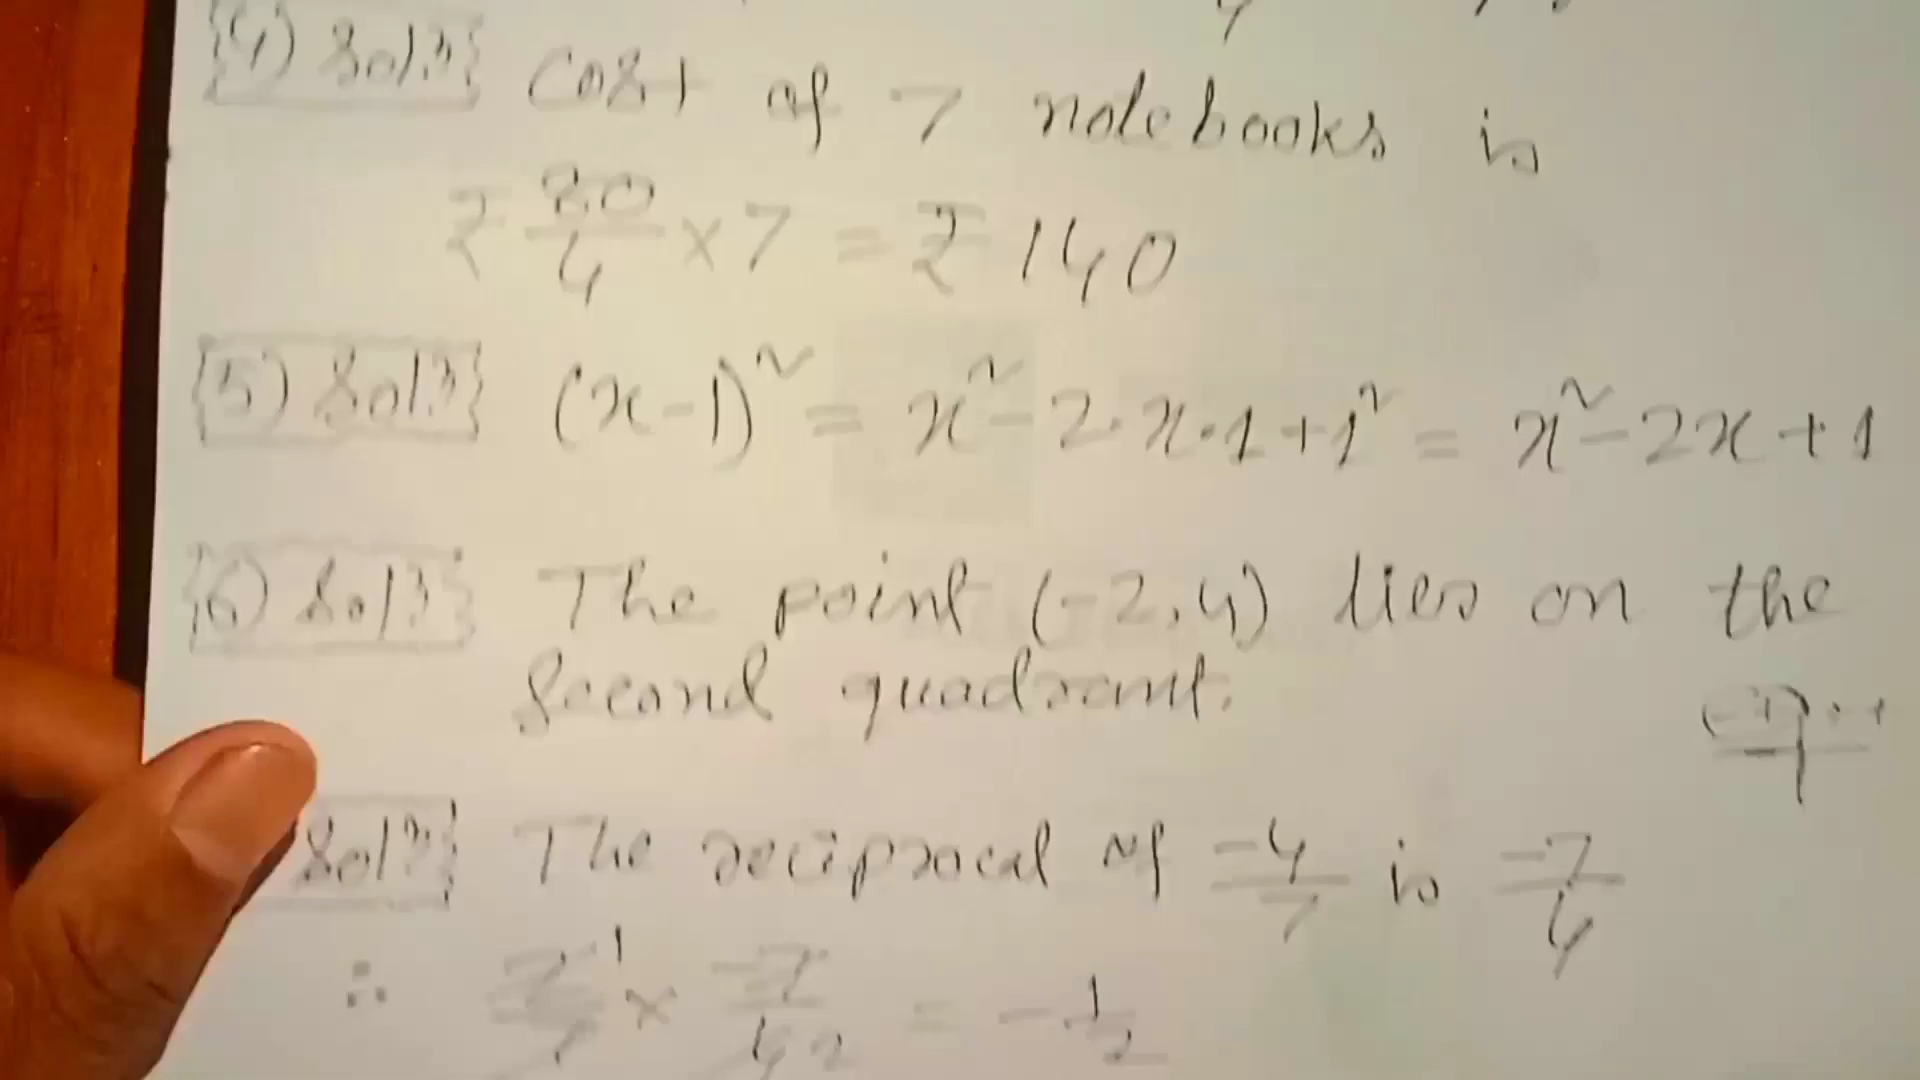 (4) Sol? Cost of 7 notebooks is
₹ 80/4 × 7 = ₹ 140
(5) Sol? (x-1)² = x² - 2·x·1 + 1² = x² - 2x + 1
(6) Sol? The point (-2,4) lies on the
second quadrant.
Sol? The reciprocal of -4/7 is -7/4
∴ 2/7 × -7/4 = - 1/2